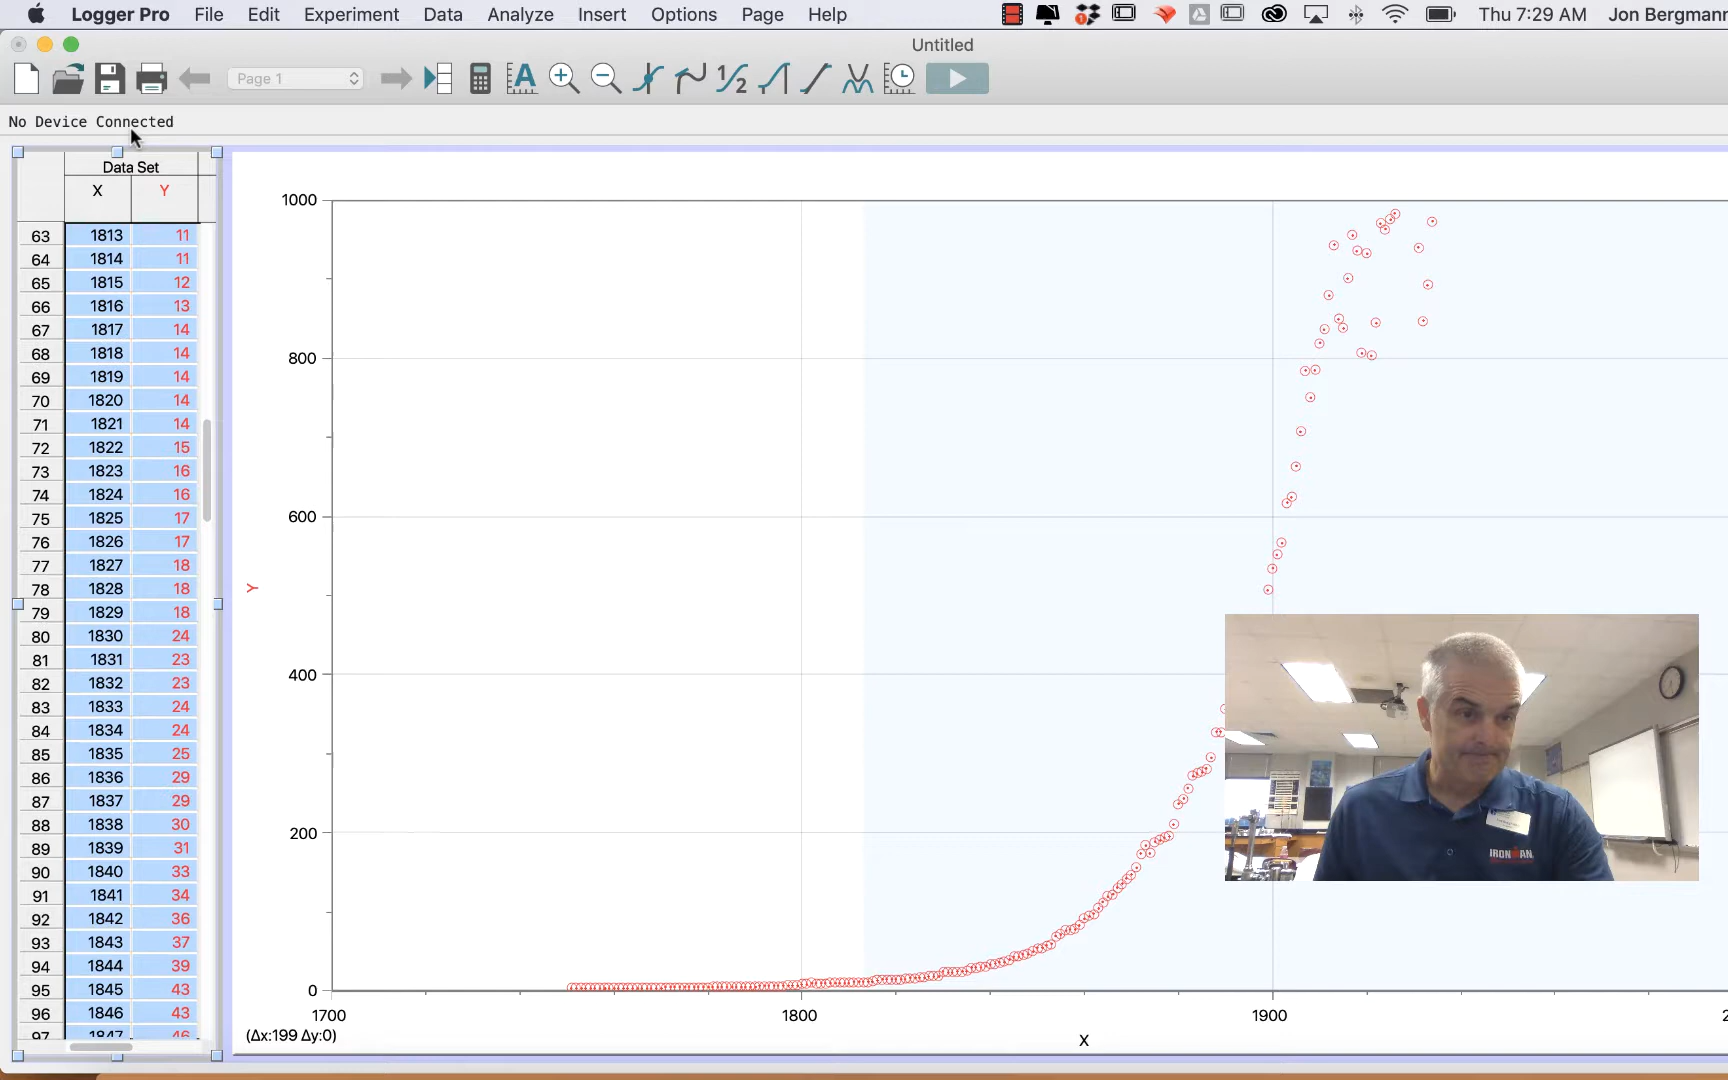 Logger Pro File Edit Experiment Data Analyze Insert Options Page Help Thu 7:29 AM Jon Bergmann
Untitled
Page 1
No Device Connected
Data Set
X Y
63 1813 11
64 1814 11
65 1815 12
66 1816 13
67 1817 14
68 1818 14
69 1819 14
70 1820 14
71 1821 14
72 1822 15
73 1823 16
74 1824 16
75 1825 17
76 1826 17
77 1827 18
78 1828 18
79 1829 18
80 1830 24
81 1831 23
82 1832 23
83 1833 24
84 1834 24
85 1835 25
86 1836 29
87 1837 29
88 1838 30
89 1839 31
90 1840 33
91 1841 34
92 1842 36
93 1843 37
94 1844 39
95 1845 43
96 1846 43
97 1847 46
1000
800
600
Y
400
200
0
1700 1800 1900 2
(Δx:199 Δy:0)
X
IRONMAN